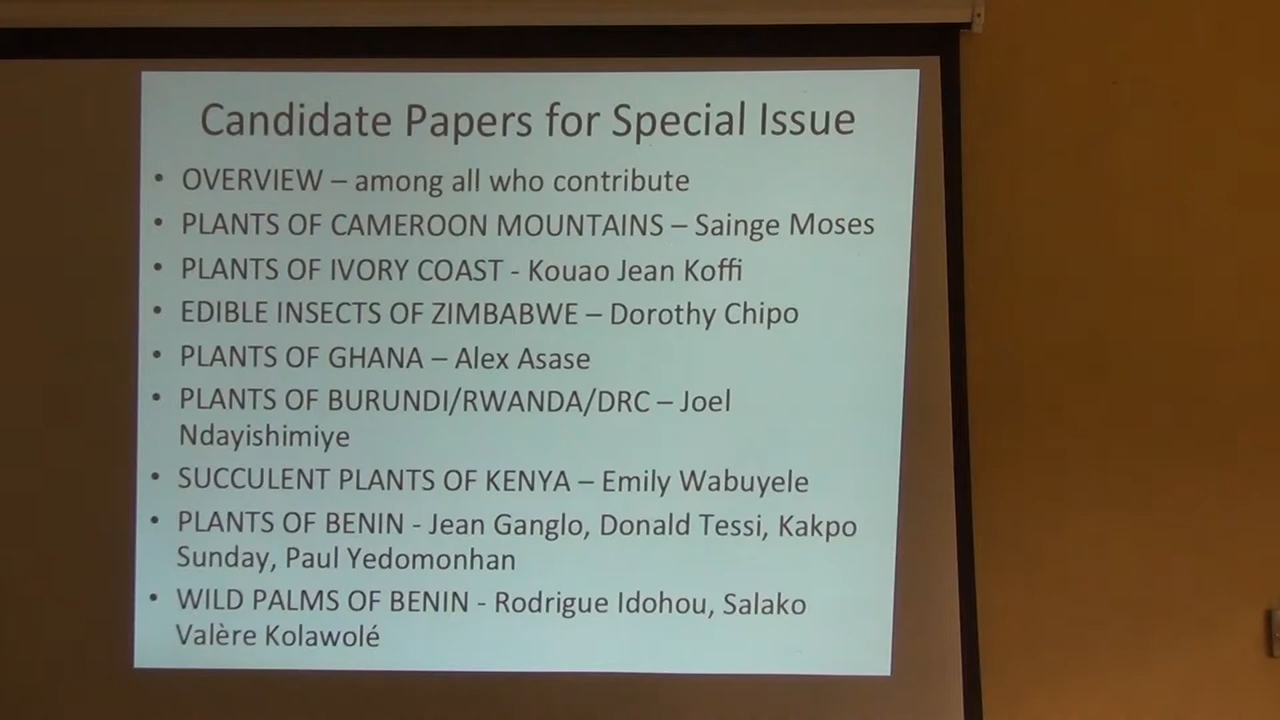 Candidate Papers for Special Issue
• OVERVIEW – among all who contribute
• PLANTS OF CAMEROON MOUNTAINS – Sainge Moses
• PLANTS OF IVORY COAST - Kouao Jean Koffi
• EDIBLE INSECTS OF ZIMBABWE – Dorothy Chipo
• PLANTS OF GHANA – Alex Asase
• PLANTS OF BURUNDI/RWANDA/DRC – Joel
Ndayishimiye
• SUCCULENT PLANTS OF KENYA – Emily Wabuyele
• PLANTS OF BENIN - Jean Ganglo, Donald Tessi, Kakpo
Sunday, Paul Yedomonhan
• WILD PALMS OF BENIN - Rodrigue Idohou, Salako
Valère Kolawolé